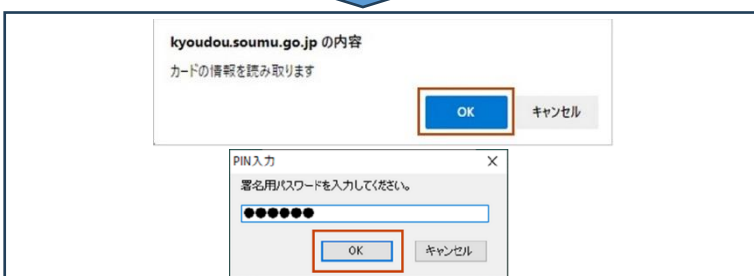 kyoudou.soumu.go.jp の内容
カードの情報を読み取ります
OK キャンセル
PIN入力 ×
署名用パスワードを入力してください。
●●●●●●
OK キャンセル